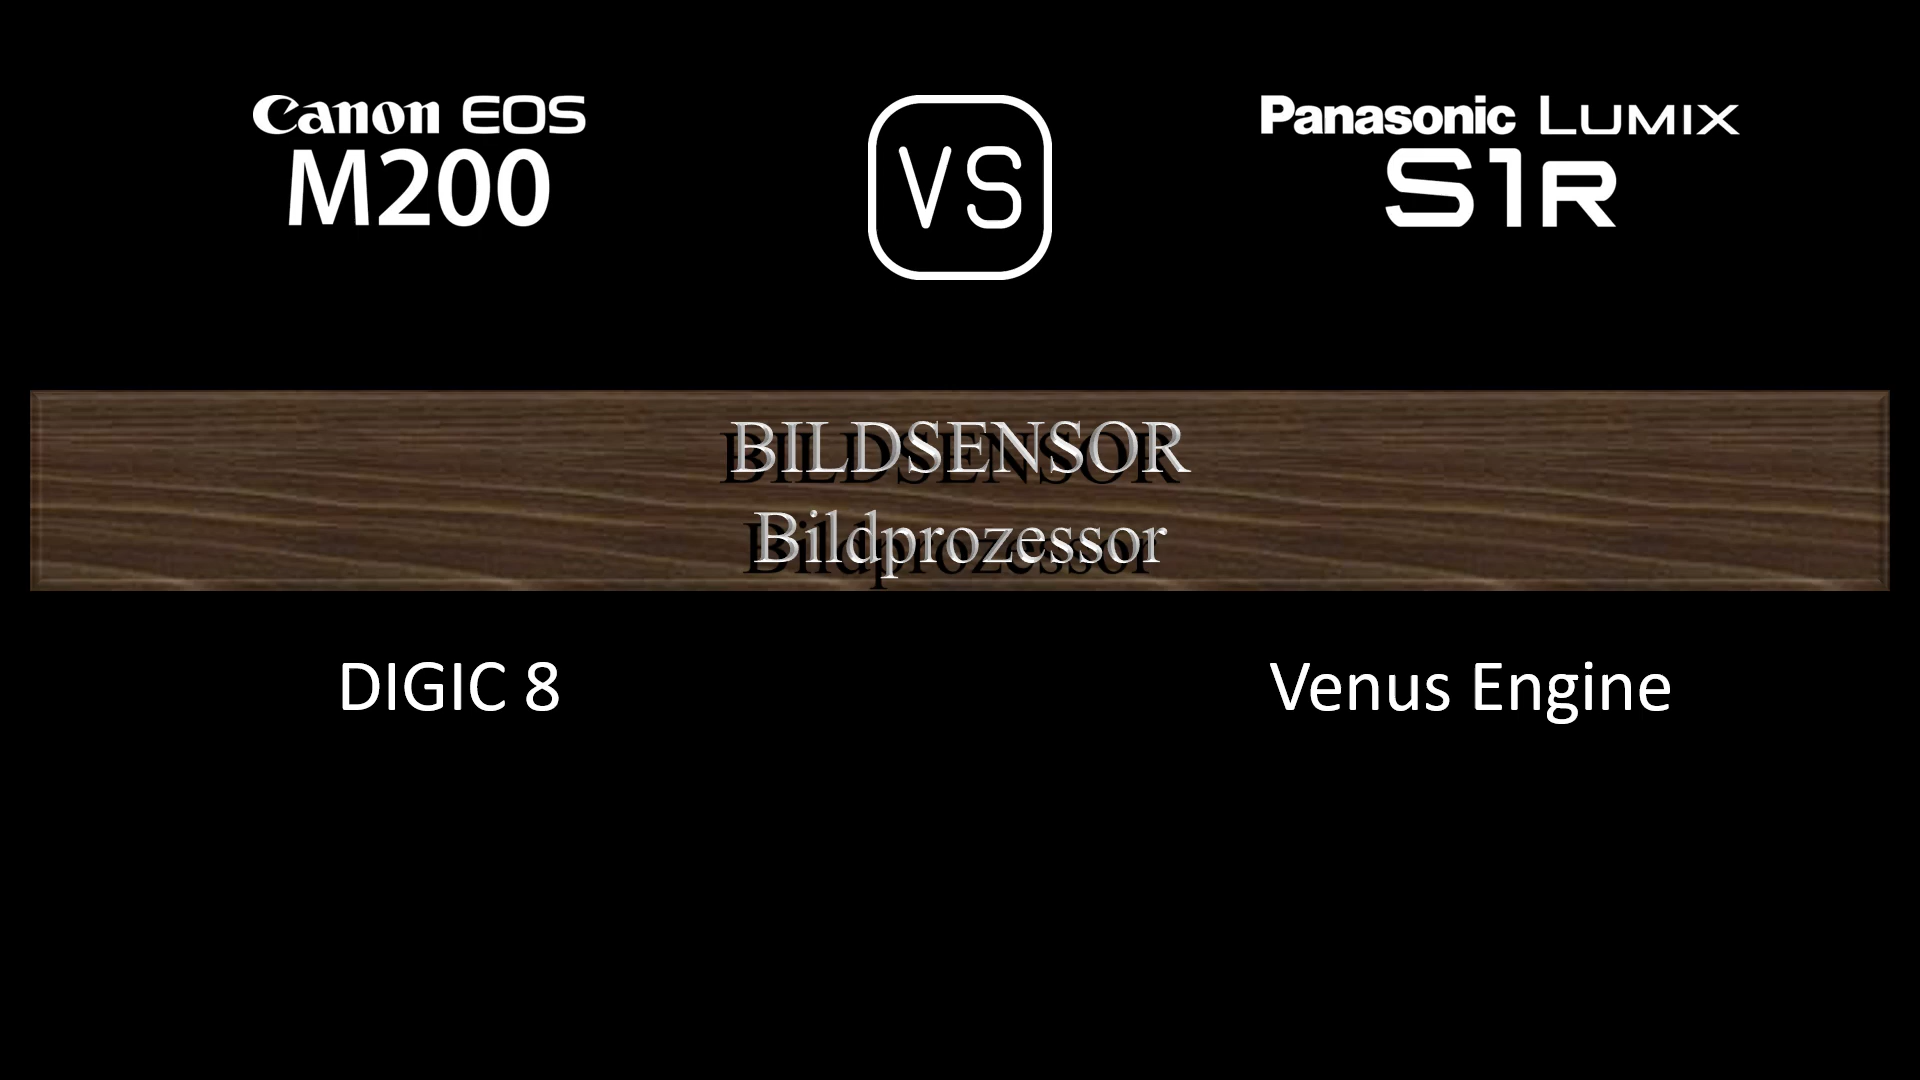 Canon EOS
M200
VS
Panasonic LUMIX
S1R
BILDSENSOR
Bildprozessor
DIGIC 8
Venus Engine